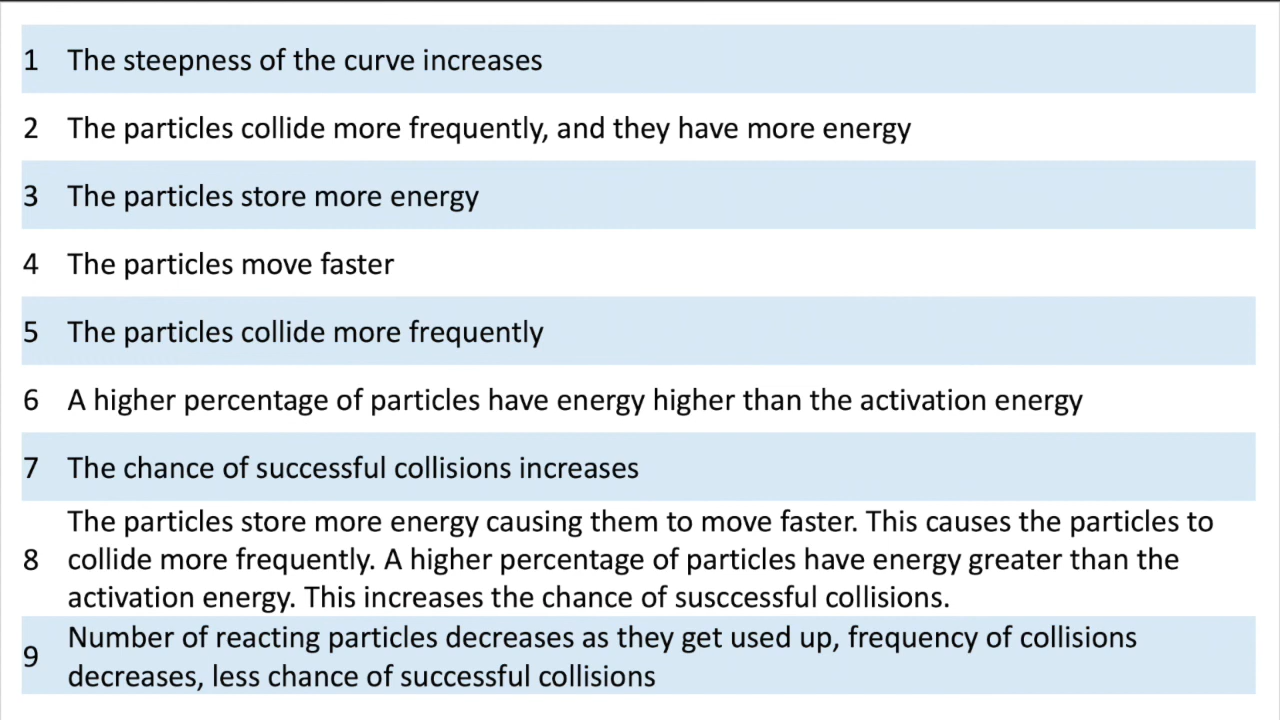 1 The steepness of the curve increases
2 The particles collide more frequently, and they have more energy
3 The particles store more energy
4 The particles move faster
5 The particles collide more frequently
6 A higher percentage of particles have energy higher than the activation energy
7 The chance of successful collisions increases
The particles store more energy causing them to move faster. This causes the particles to
8 collide more frequently. A higher percentage of particles have energy greater than the
activation energy. This increases the chance of susccessful collisions.
9 Number of reacting particles decreases as they get used up, frequency of collisions
decreases, less chance of successful collisions